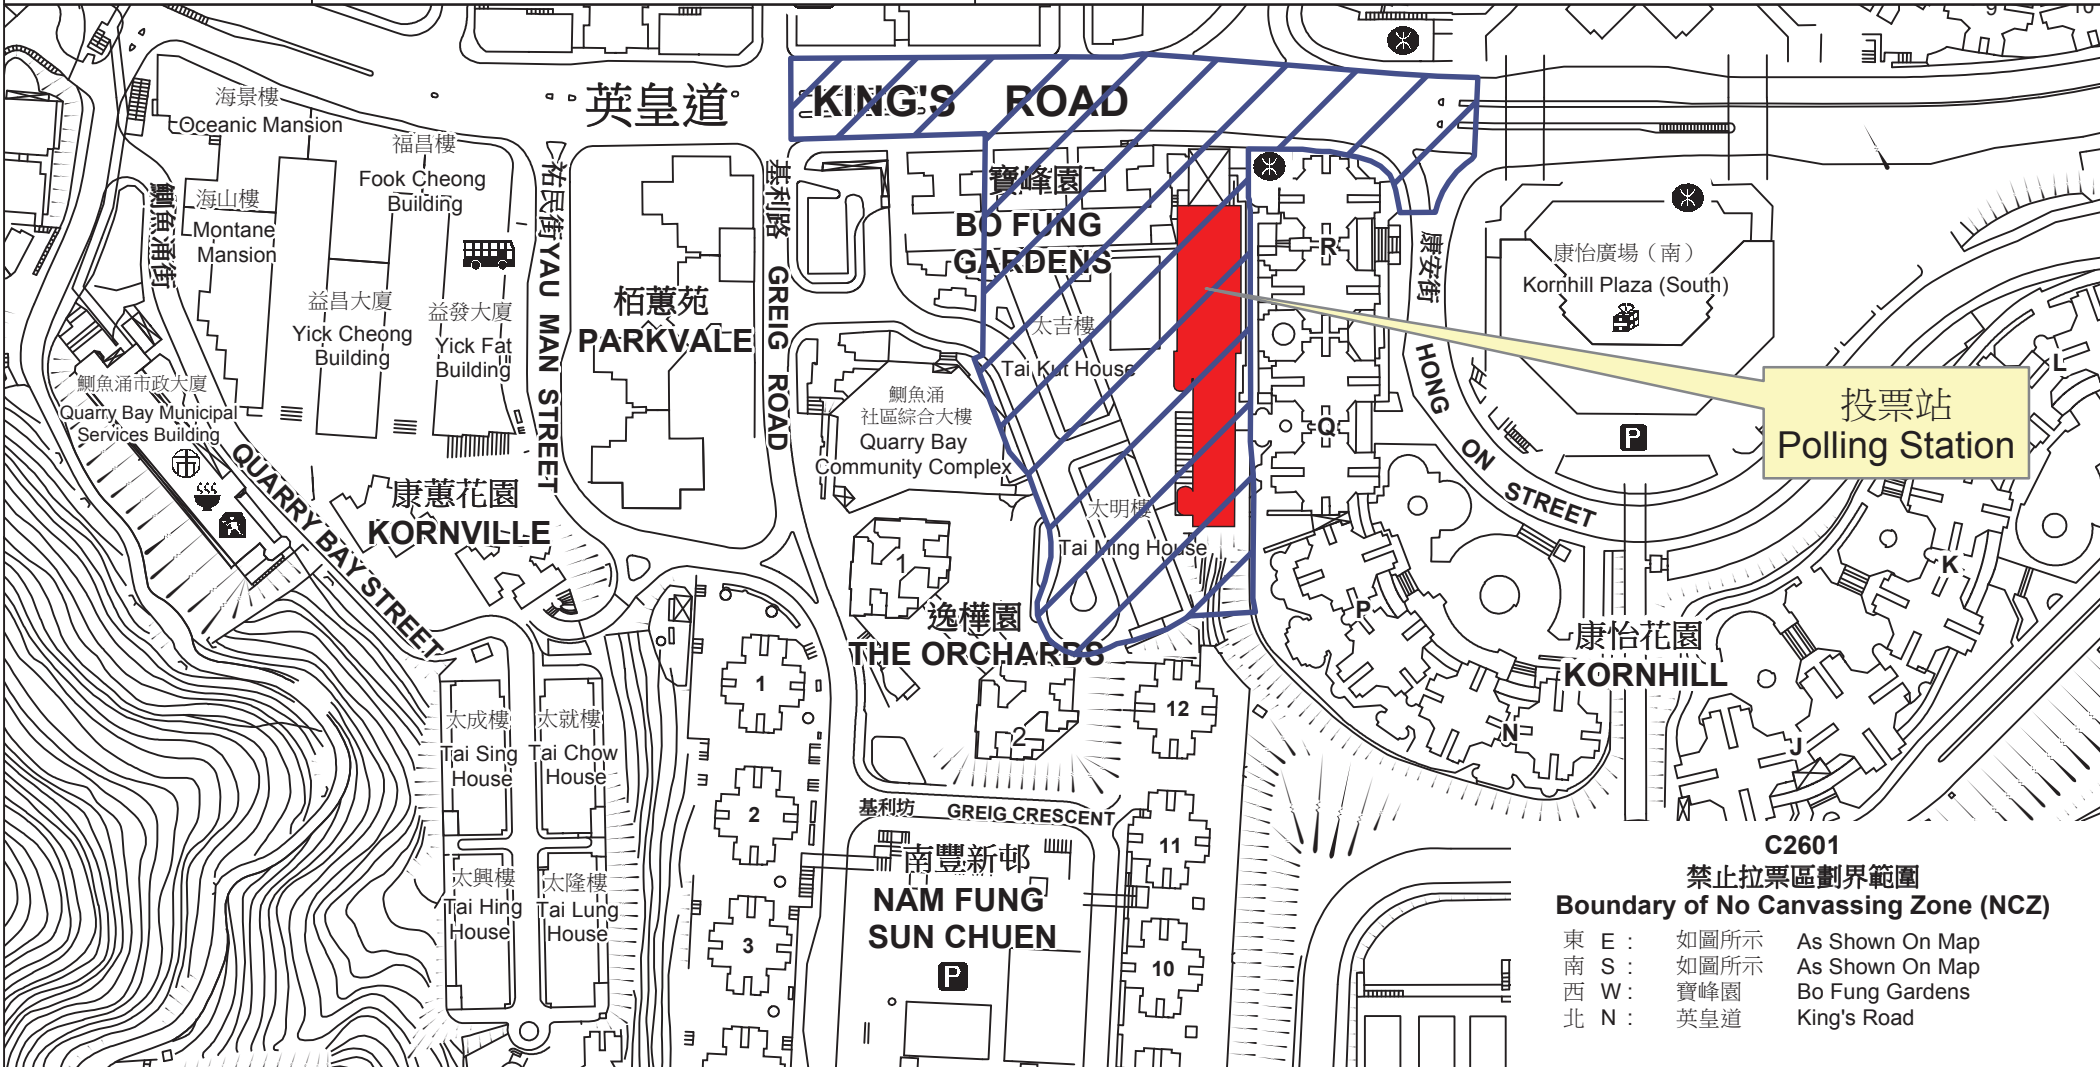 英皇道
KING'S ROAD
海景樓
Oceanic Mansion
福昌樓
Fook Cheong
Building
海山樓
Montane
Mansion
鰂魚涌街
祐民街
YAU MAN STREET
基利路
GREIG ROAD
寶峰園
BO FUNG
GARDENS
益昌大廈
Yick Cheong
Building
益發大廈
Yick Fat
Building
栢蕙苑
PARKVALE
太吉樓
Tai Kut House
R
康安街
HONG ON STREET
康怡廣場（南）
Kornhill Plaza (South)
投票站
Polling Station
L
鰂魚涌市政大廈
Quarry Bay Municipal
Services Building
市
QUARRY BAY STREET
鰂魚涌
社區綜合大樓
Quarry Bay
Community Complex
Q
P
康蕙花園
KORNVILLE
太明樓
Tai Ming House
1
K
P
逸樺園
THE ORCHARDS
2
康怡花園
KORNHILL
N
J
太成樓
Tai Sing
House
太就樓
Tai Chow
House
1
12
2
基利坊
GREIG CRESCENT
11
太興樓
Tai Hing
House
太隆樓
Tai Lung
House
3
南豐新邨
NAM FUNG
SUN CHUEN
P
10
C2601
禁止拉票區劃界範圍
Boundary of No Canvassing Zone (NCZ)
東 E : 如圖所示 As Shown On Map
南 S : 如圖所示 As Shown On Map
西 W : 寶峰園 Bo Fung Gardens
北 N : 英皇道 King's Road